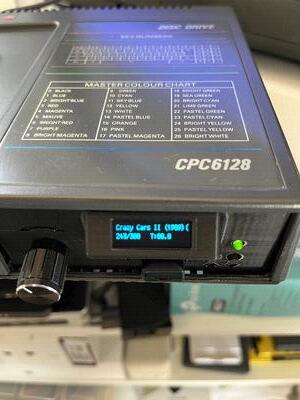 DISC DRIVE
KEY NUMBERS
MASTER COLOUR CHART
0 BLACK 9 GREEN 18 BRIGHT GREEN
1 BLUE 10 CYAN 19 SEA GREEN
2 BRIGHT BLUE 11 SKY BLUE 20 BRIGHT CYAN
3 RED 12 YELLOW 21 LIME GREEN
4 MAGENTA 13 WHITE 22 PASTEL GREEN
5 MAUVE 14 PASTEL BLUE 23 PASTEL CYAN
6 BRIGHT RED 15 ORANGE 24 BRIGHT YELLOW
7 PURPLE 16 PINK 25 PASTEL YELLOW
8 BRIGHT MAGENTA 17 PASTEL MAGENTA 26 BRIGHT WHITE
CPC6128
Crazy Cars II (1989)(
243/300 T:00.0